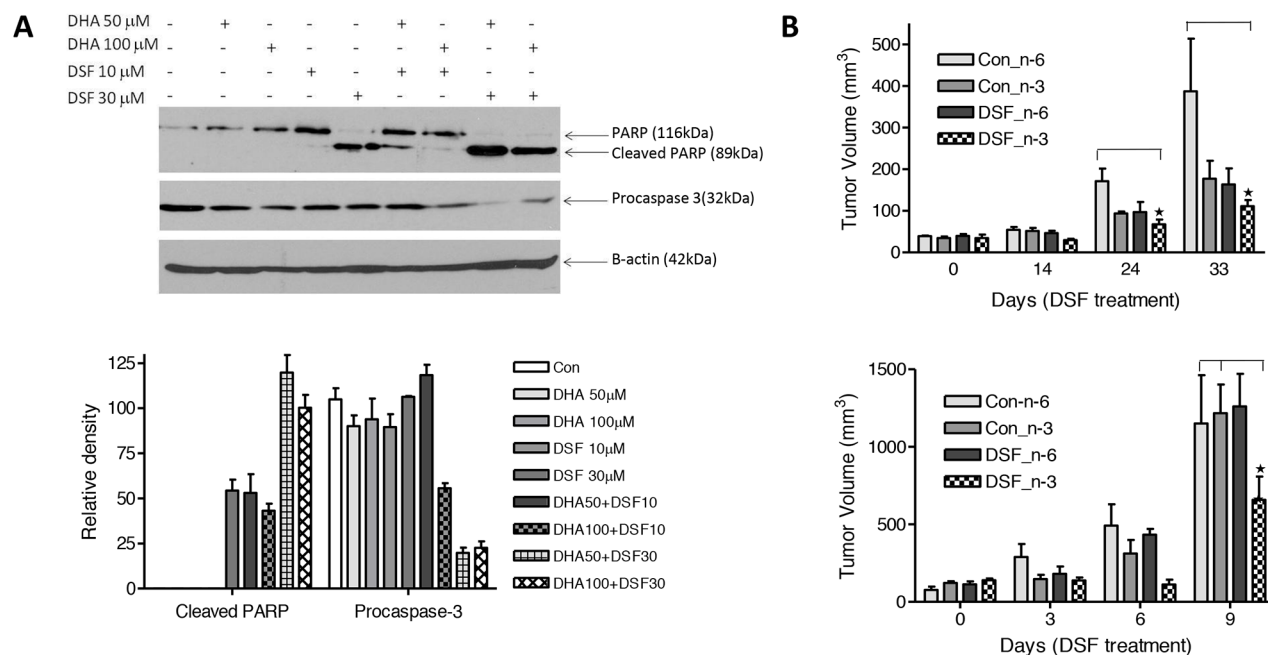 A
DHA 50 µM - + - - - + - + -
DHA 100 µM - - + - - - + - +
DSF 10 µM - - - + - + + - -
DSF 30 µM - - - - + - - + +
PARP (116kDa)
Cleaved PARP (89kDa)
Procaspase 3(32kDa)
B-actin (42kDa)
Relative density
125
100
75
50
25
0
Cleaved PARP Procaspase-3
Con
DHA 50µM
DHA 100µM
DSF 10µM
DSF 30µM
DHA50+DSF10
DHA100+DSF10
DHA50+DSF30
DHA100+DSF30
B
Tumor Volume (mm3)
500
400
300
200
100
0
Con_n-6
Con_n-3
DSF_n-6
DSF_n-3
★
★
0 14 24 33
Days (DSF treatment)
Tumor Volume (mm3)
1500
1000
500
0
Con-n-6
Con_n-3
DSF_n-6
DSF_n-3
★
0 3 6 9
Days (DSF treatment)